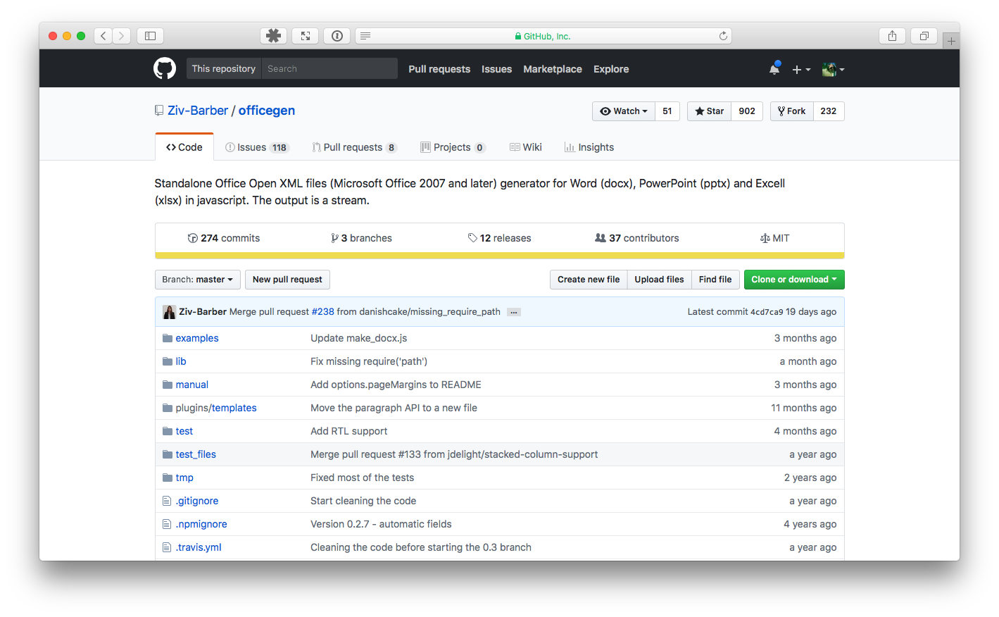 GitHub, Inc.
This repository Search Pull requests Issues Marketplace Explore
Ziv-Barber / officegen Watch 51 Star 902 Fork 232
Code Issues 118 Pull requests 8 Projects 0 Wiki Insights
Standalone Office Open XML files (Microsoft Office 2007 and later) generator for Word (docx), PowerPoint (pptx) and Excell
(xlsx) in javascript. The output is a stream.
274 commits 3 branches 12 releases 37 contributors MIT
Branch: master New pull request Create new file Upload files Find file Clone or download
Ziv-Barber Merge pull request #238 from danishcake/missing_require_path ... Latest commit 4cd7ca9 19 days ago
examples Update make_docx.js 3 months ago
lib Fix missing require('path') a month ago
manual Add options.pageMargins to README 3 months ago
plugins/templates Move the paragraph API to a new file 11 months ago
test Add RTL support 4 months ago
test_files Merge pull request #133 from jdelight/stacked-column-support a year ago
tmp Fixed most of the tests 2 years ago
.gitignore Start cleaning the code a year ago
.npmignore Version 0.2.7 - automatic fields 4 years ago
.travis.yml Cleaning the code before starting the 0.3 branch a year ago